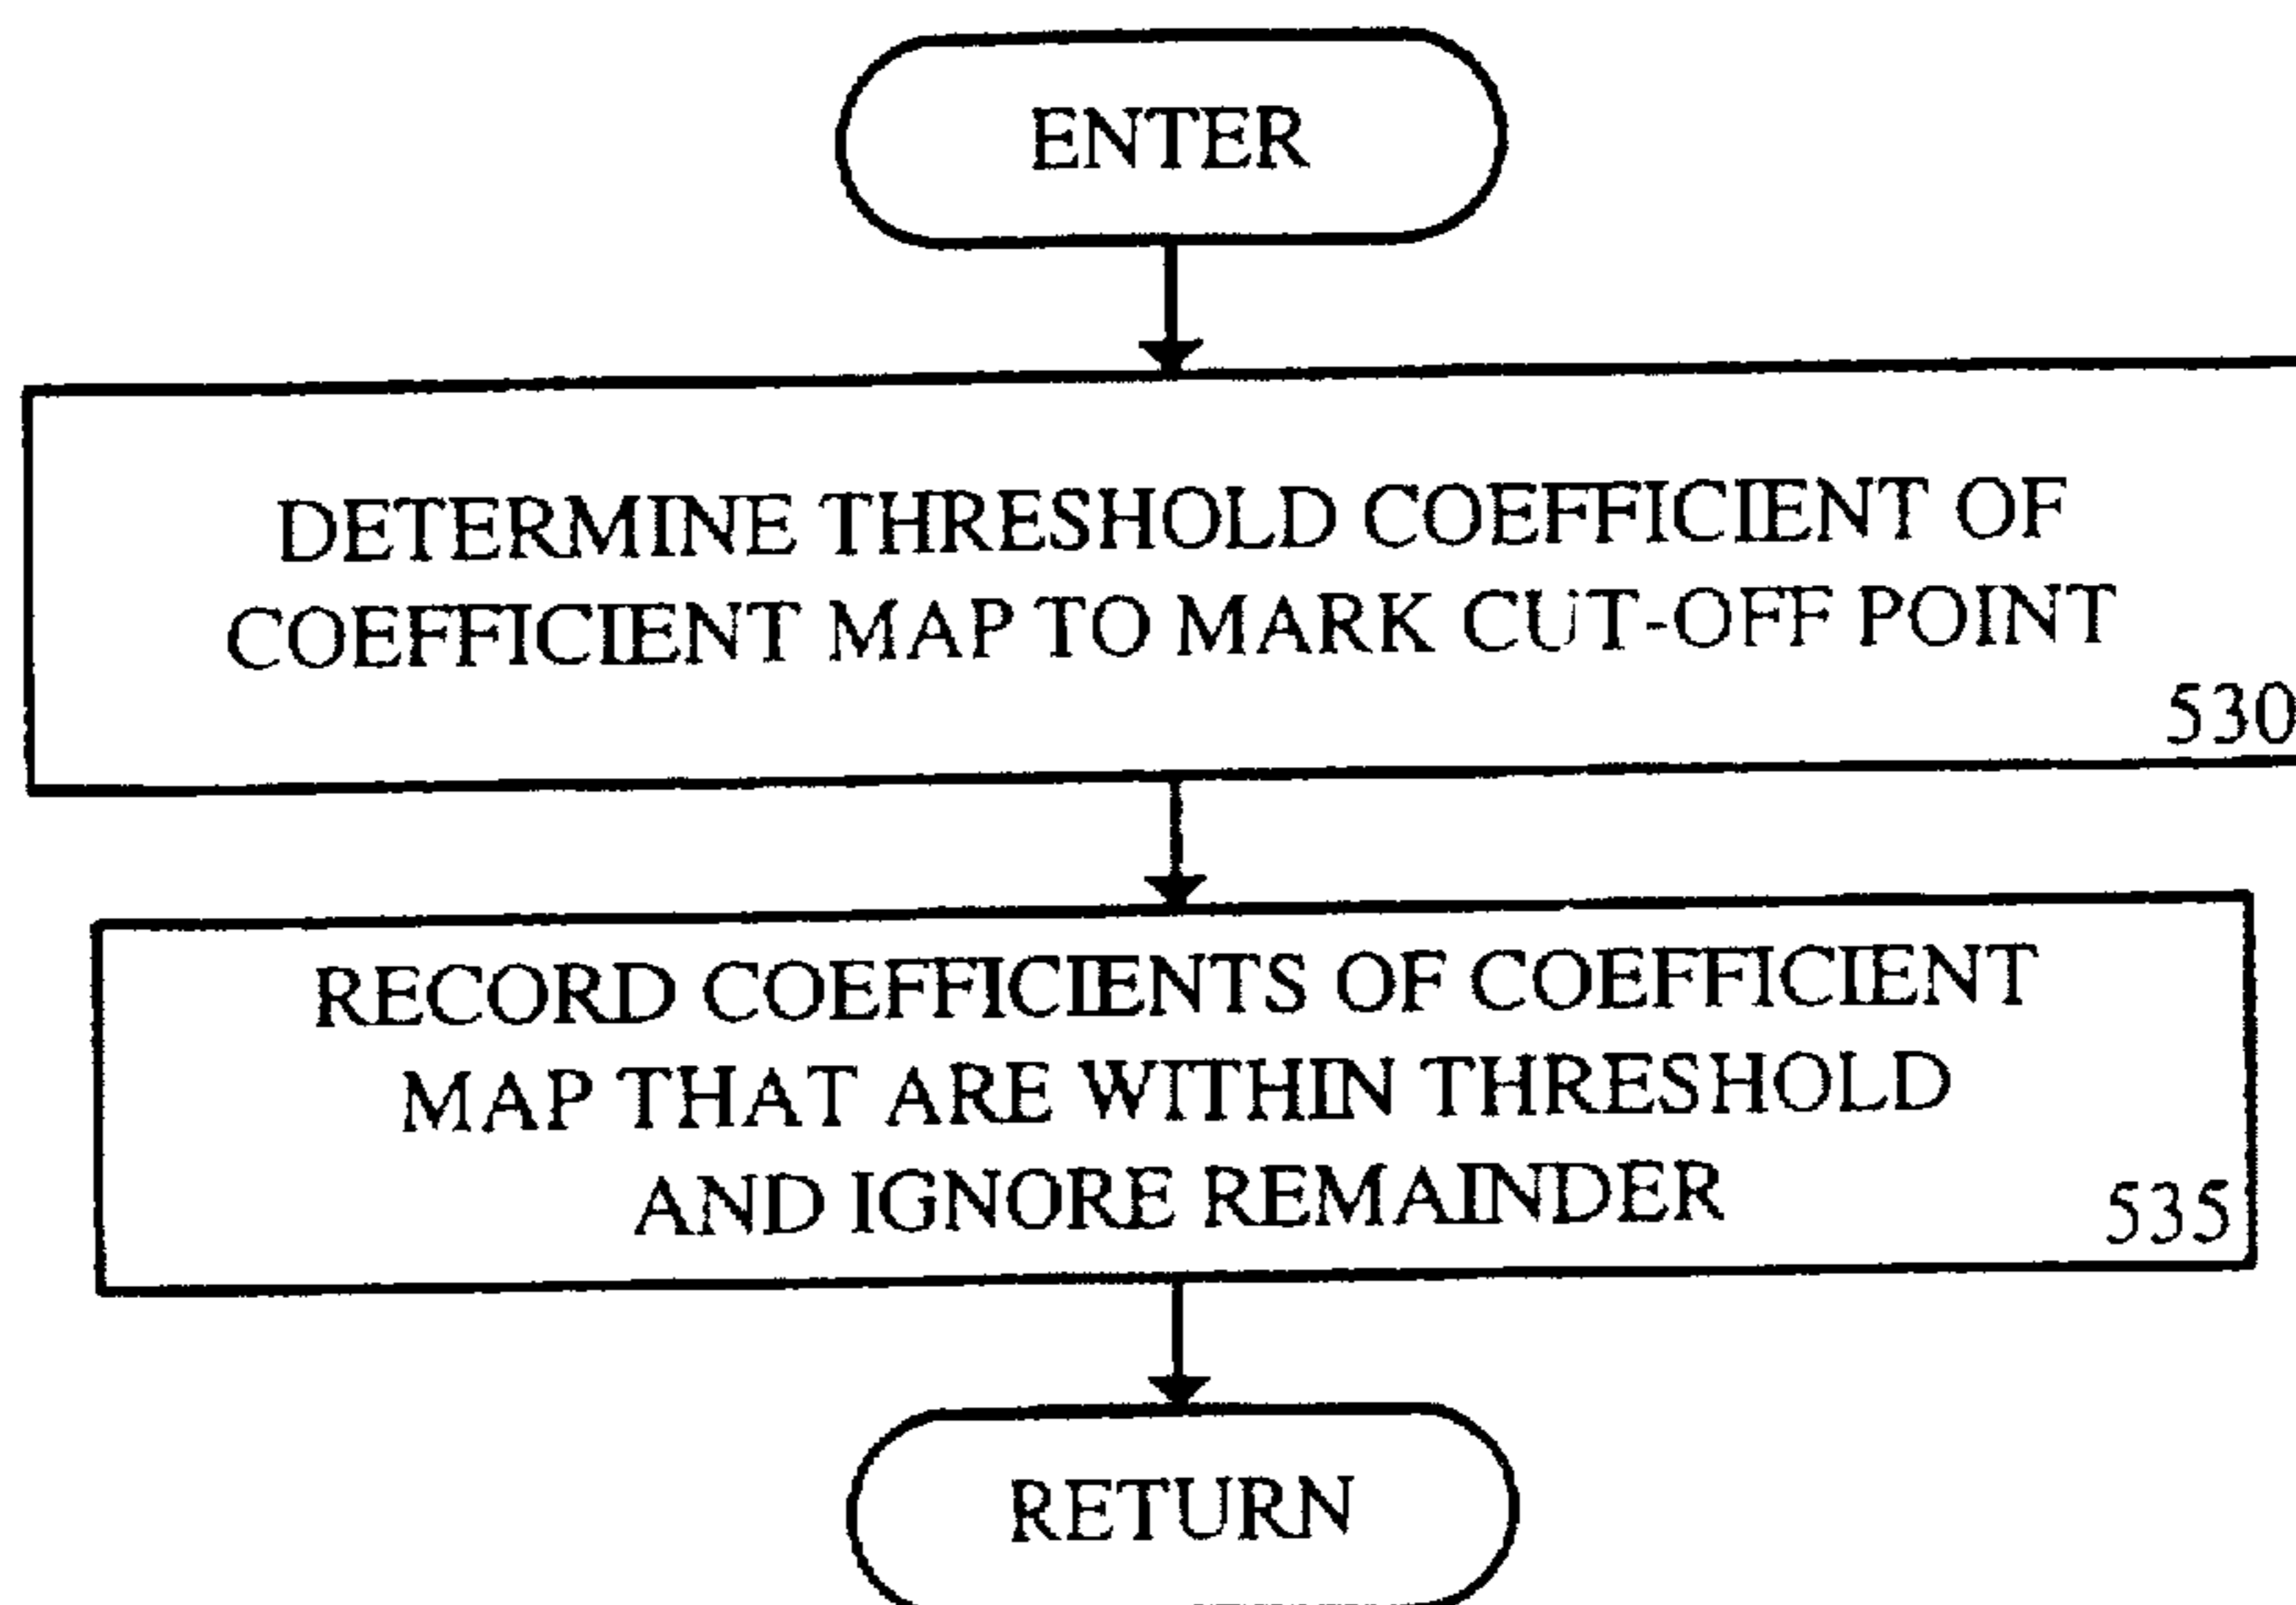 ENTER
DETERMINE THRESHOLD COEFFICIENT OF
COEFFICIENT MAP TO MARK CUT-OFF POINT
530
RECORD COEFFICIENTS OF COEFFICIENT
MAP THAT ARE WITHIN THRESHOLD
AND IGNORE REMAINDER
535
RETURN